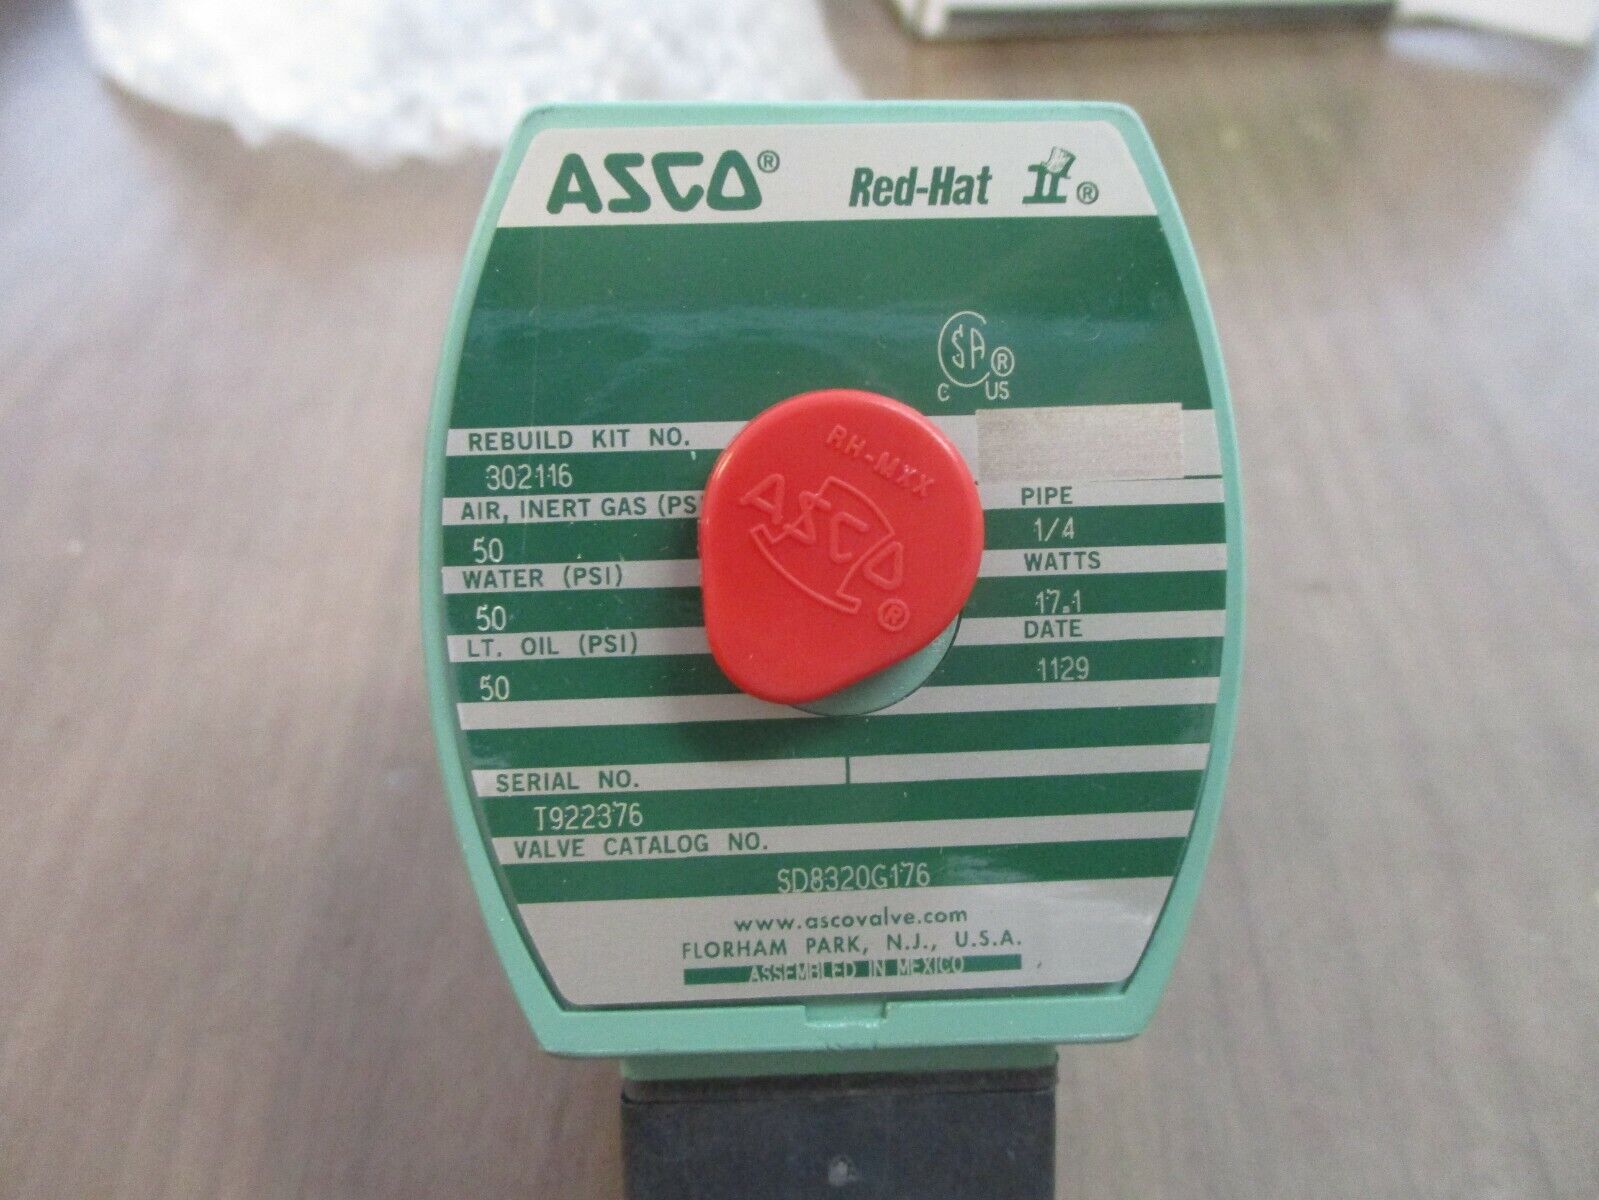 ASCO® Red-Hat II®
SA®
C US
REBUILD KIT NO.
302116
AIR, INERT GAS (PS
50
WATER (PSI)
50
LT. OIL (PSI)
50
PIPE
1/4
WATTS
17.1
DATE
1129
RH-MXX
ASCO®
SERIAL NO.
T922376
VALVE CATALOG NO.
SD8320G176
www.ascovalve.com
FLORHAM PARK, N.J., U.S.A.
ASSEMBLED IN MEXICO